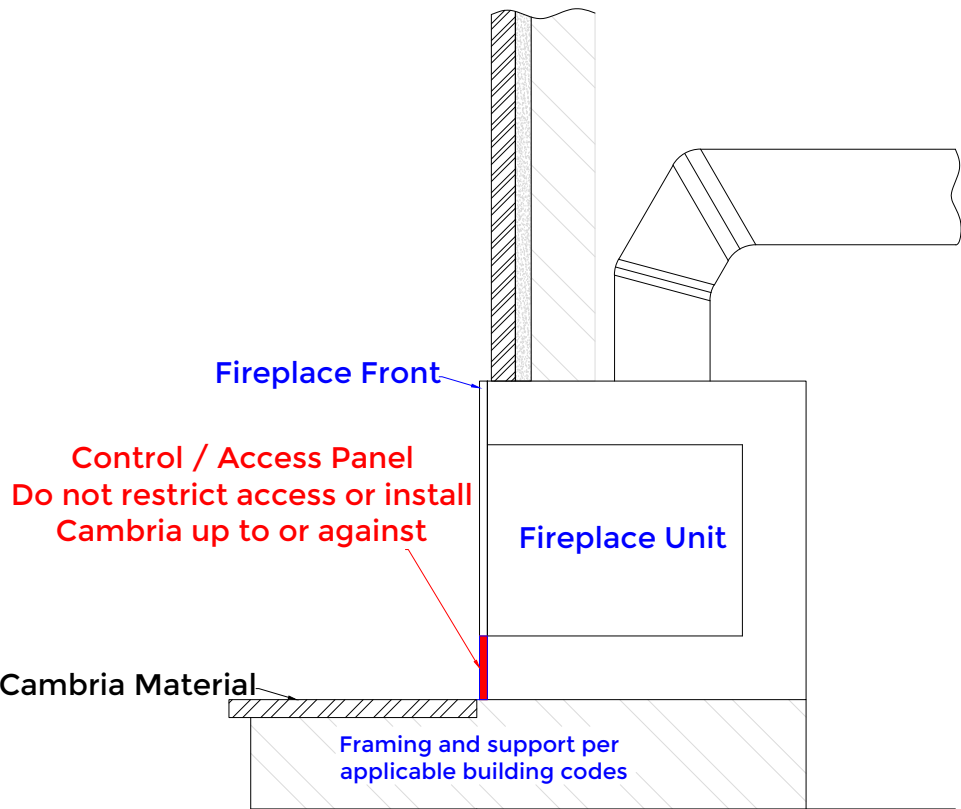 Fireplace Front
Control / Access Panel
Do not restrict access or install
Cambria up to or against
Fireplace Unit
Cambria Material
Framing and support per
applicable building codes